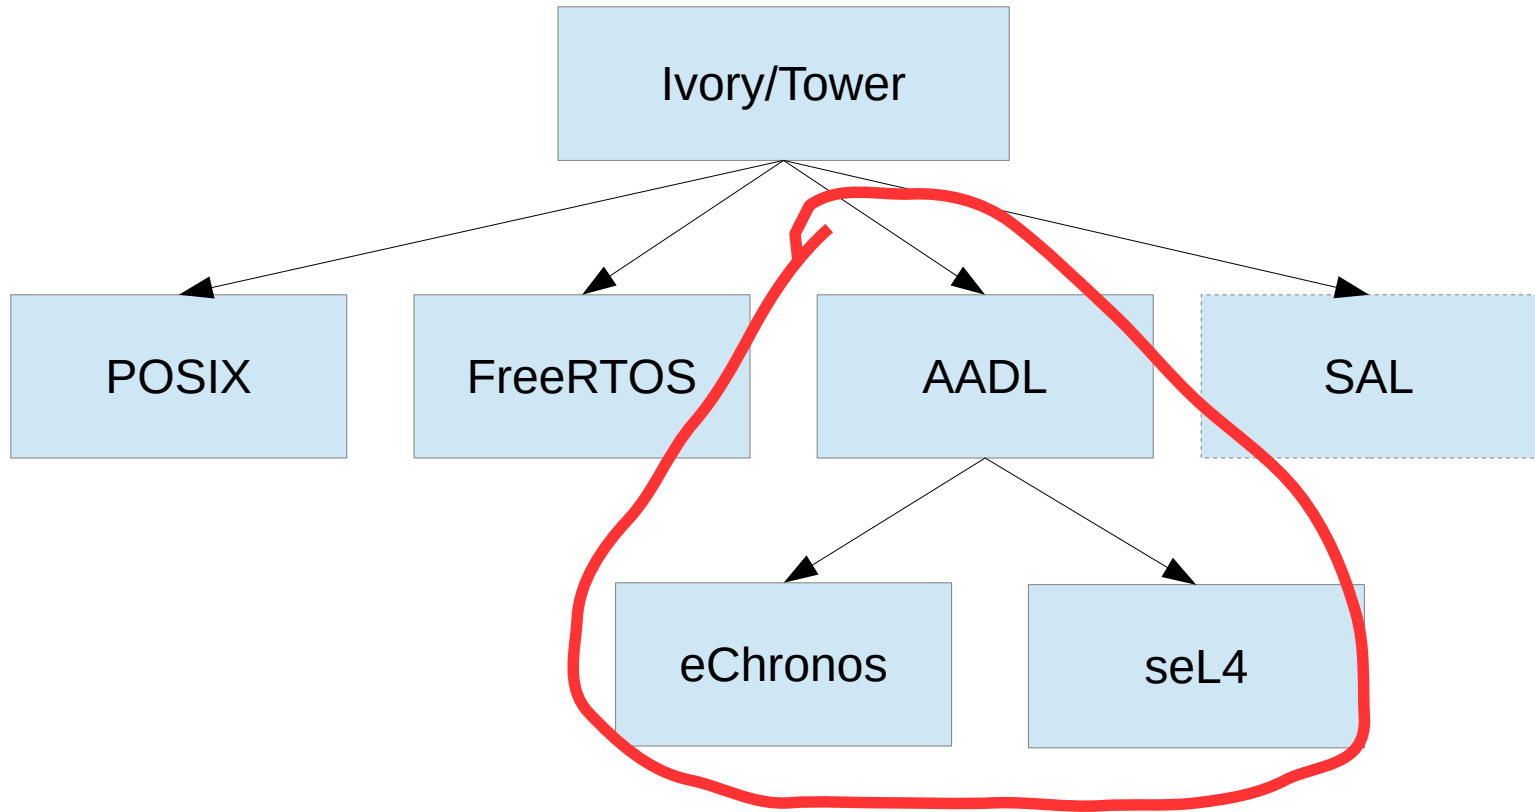 Ivory/Tower
POSIX
FreeRTOS
AADL
SAL
eChronos
seL4